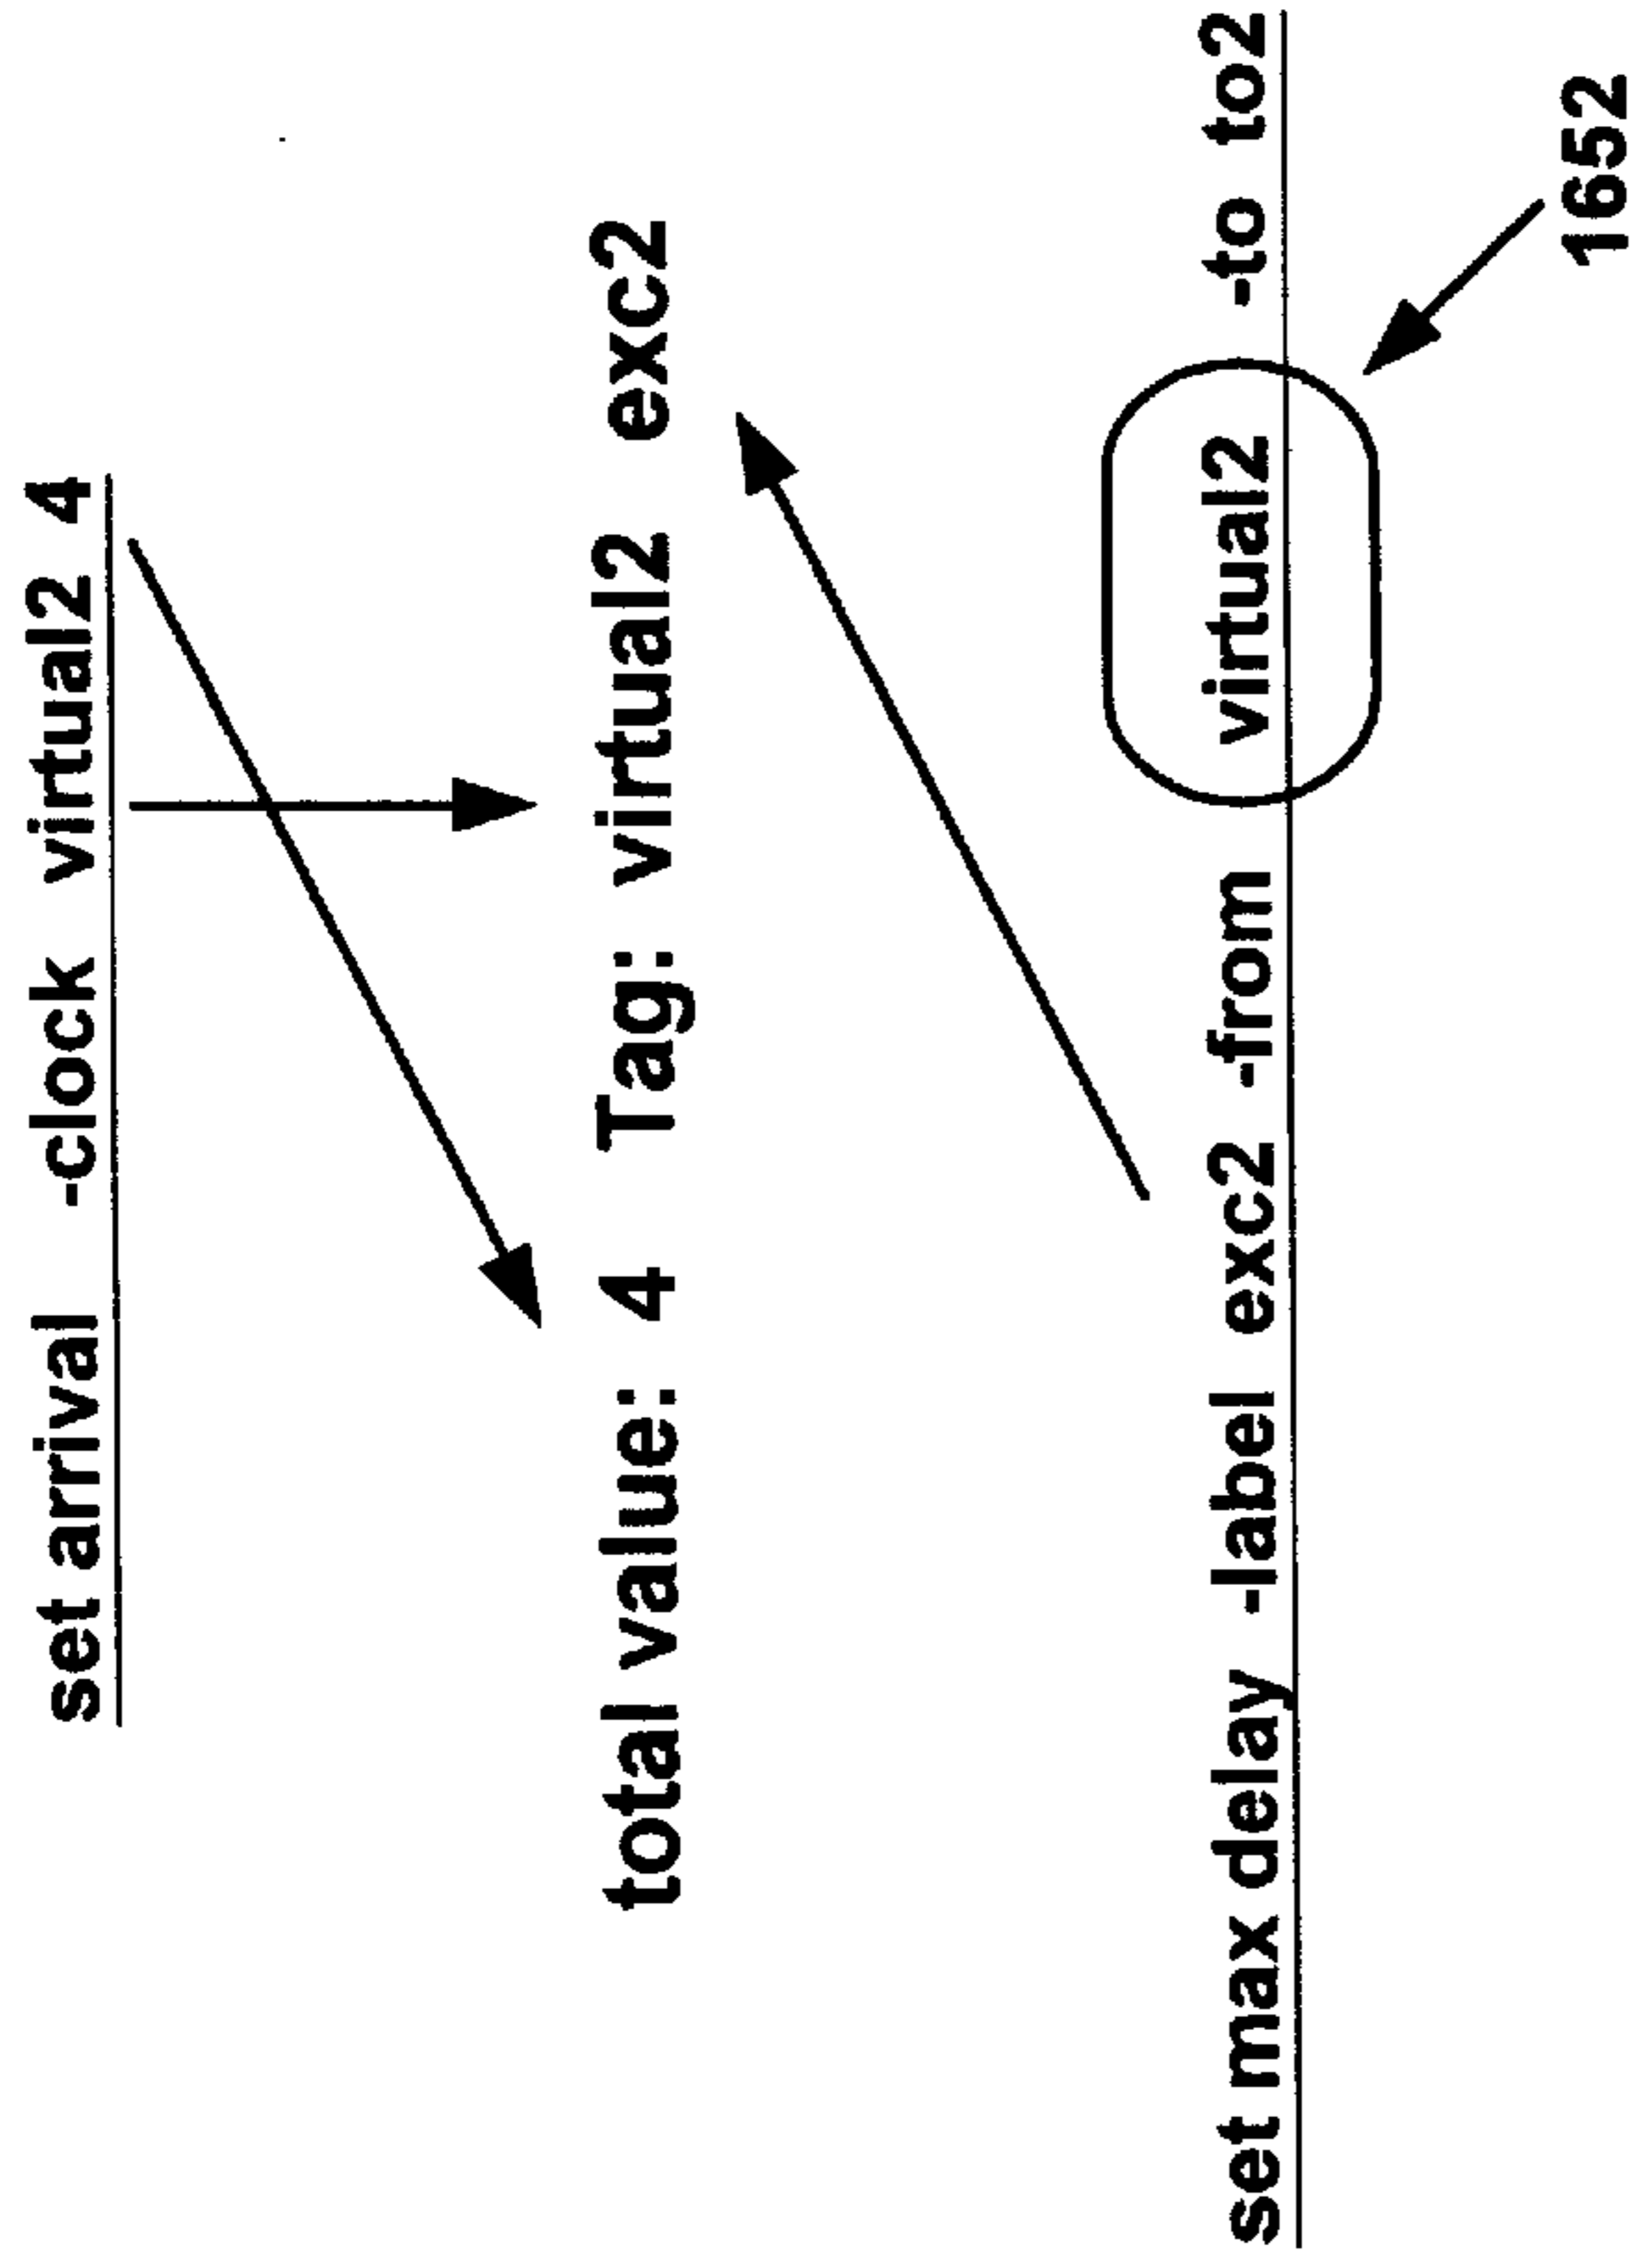 set arrival -clock virtual2 4
total value: 4 Tag: virtual2 exc2
set max delay -label exc2 -from virtual2 -to to2
1652